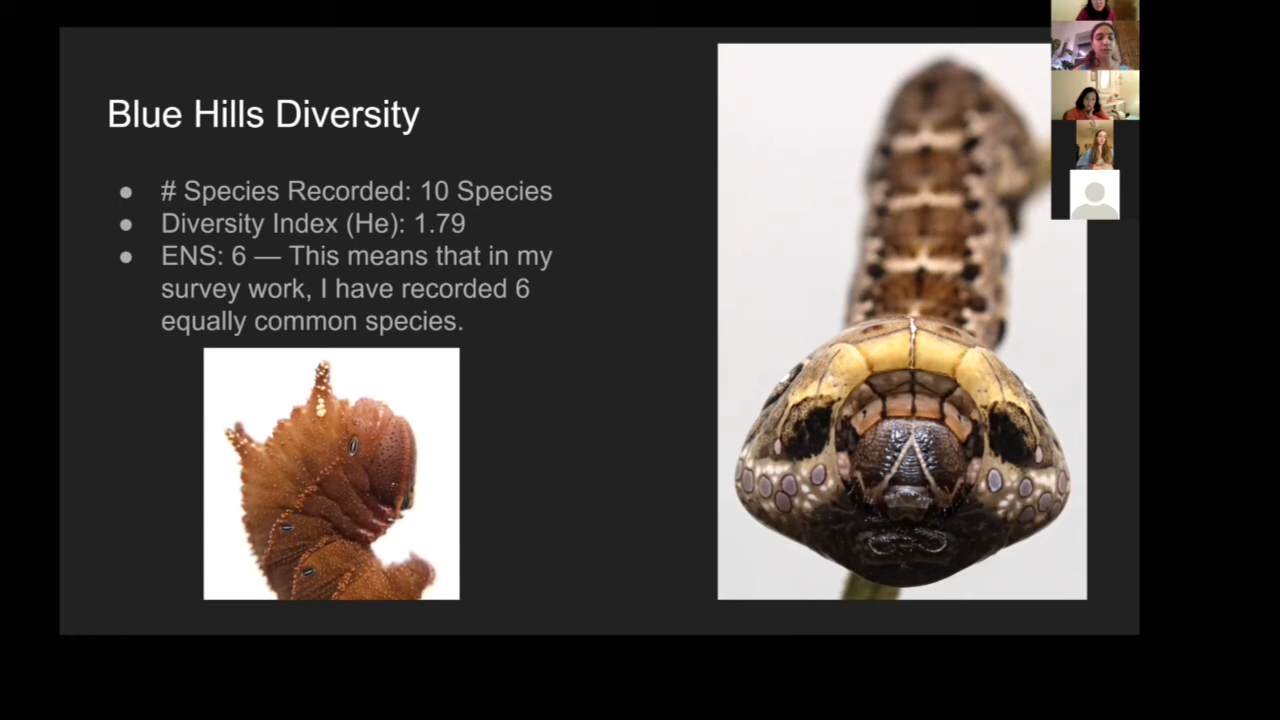 Blue Hills Diversity
● # Species Recorded: 10 Species
● Diversity Index (He): 1.79
● ENS: 6 — This means that in my
survey work, I have recorded 6
equally common species.